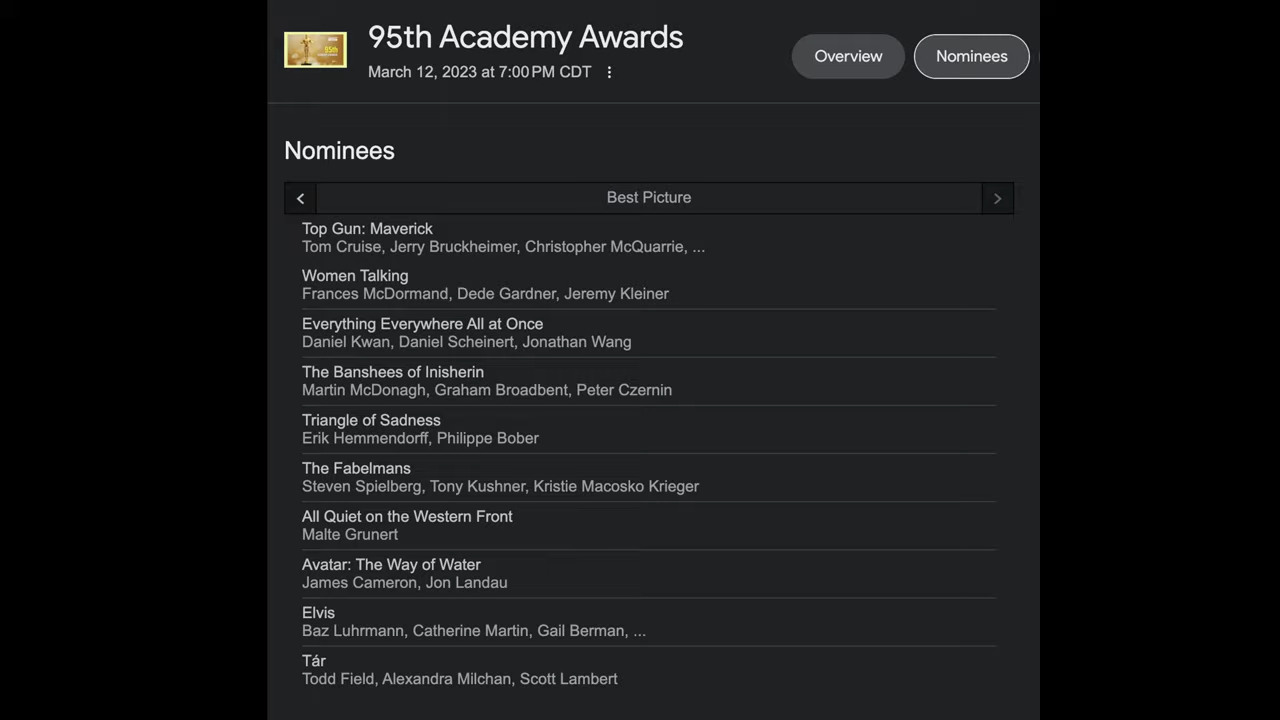 95th Academy Awards
March 12, 2023 at 7:00 PM CDT
Overview
Nominees
Nominees
Best Picture
Top Gun: Maverick
Tom Cruise, Jerry Bruckheimer, Christopher McQuarrie, ...
Women Talking
Frances McDormand, Dede Gardner, Jeremy Kleiner
Everything Everywhere All at Once
Daniel Kwan, Daniel Scheinert, Jonathan Wang
The Banshees of Inisherin
Martin McDonagh, Graham Broadbent, Peter Czernin
Triangle of Sadness
Erik Hemmendorff, Philippe Bober
The Fabelmans
Steven Spielberg, Tony Kushner, Kristie Macosko Krieger
All Quiet on the Western Front
Malte Grunert
Avatar: The Way of Water
James Cameron, Jon Landau
Elvis
Baz Luhrmann, Catherine Martin, Gail Berman, ...
Tár
Todd Field, Alexandra Milchan, Scott Lambert